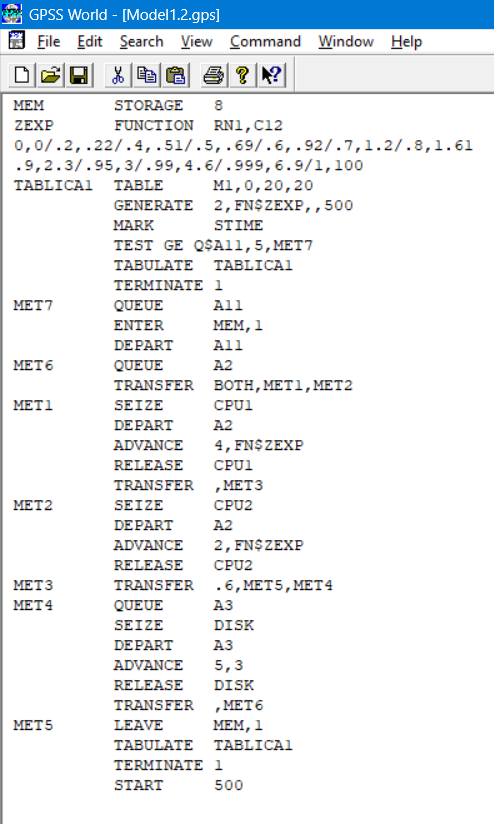 GPSS World - [Model1.2.gps]
File Edit Search View Command Window Help
MEM STORAGE 8
ZEXP FUNCTION RN1,C12
0,0/.2,.22/.4,.51/.5,.69/.6,.92/.7,1.2/.8,1.61
.9,2.3/.95,3/.99,4.6/.999,6.9/1,100
TABLICA1 TABLE M1,0,20,20
GENERATE 2,FN$ZEXP,,500
MARK STIME
TEST GE Q$A11,5,MET7
TABULATE TABLICA1
TERMINATE 1
MET7 QUEUE A11
ENTER MEM,1
DEPART A11
MET6 QUEUE A2
TRANSFER BOTH,MET1,MET2
MET1 SEIZE CPU1
DEPART A2
ADVANCE 4,FN$ZEXP
RELEASE CPU1
TRANSFER ,MET3
MET2 SEIZE CPU2
DEPART A2
ADVANCE 2,FN$ZEXP
RELEASE CPU2
MET3 TRANSFER .6,MET5,MET4
MET4 QUEUE A3
SEIZE DISK
DEPART A3
ADVANCE 5,3
RELEASE DISK
TRANSFER ,MET6
MET5 LEAVE MEM,1
TABULATE TABLICA1
TERMINATE 1
START 500